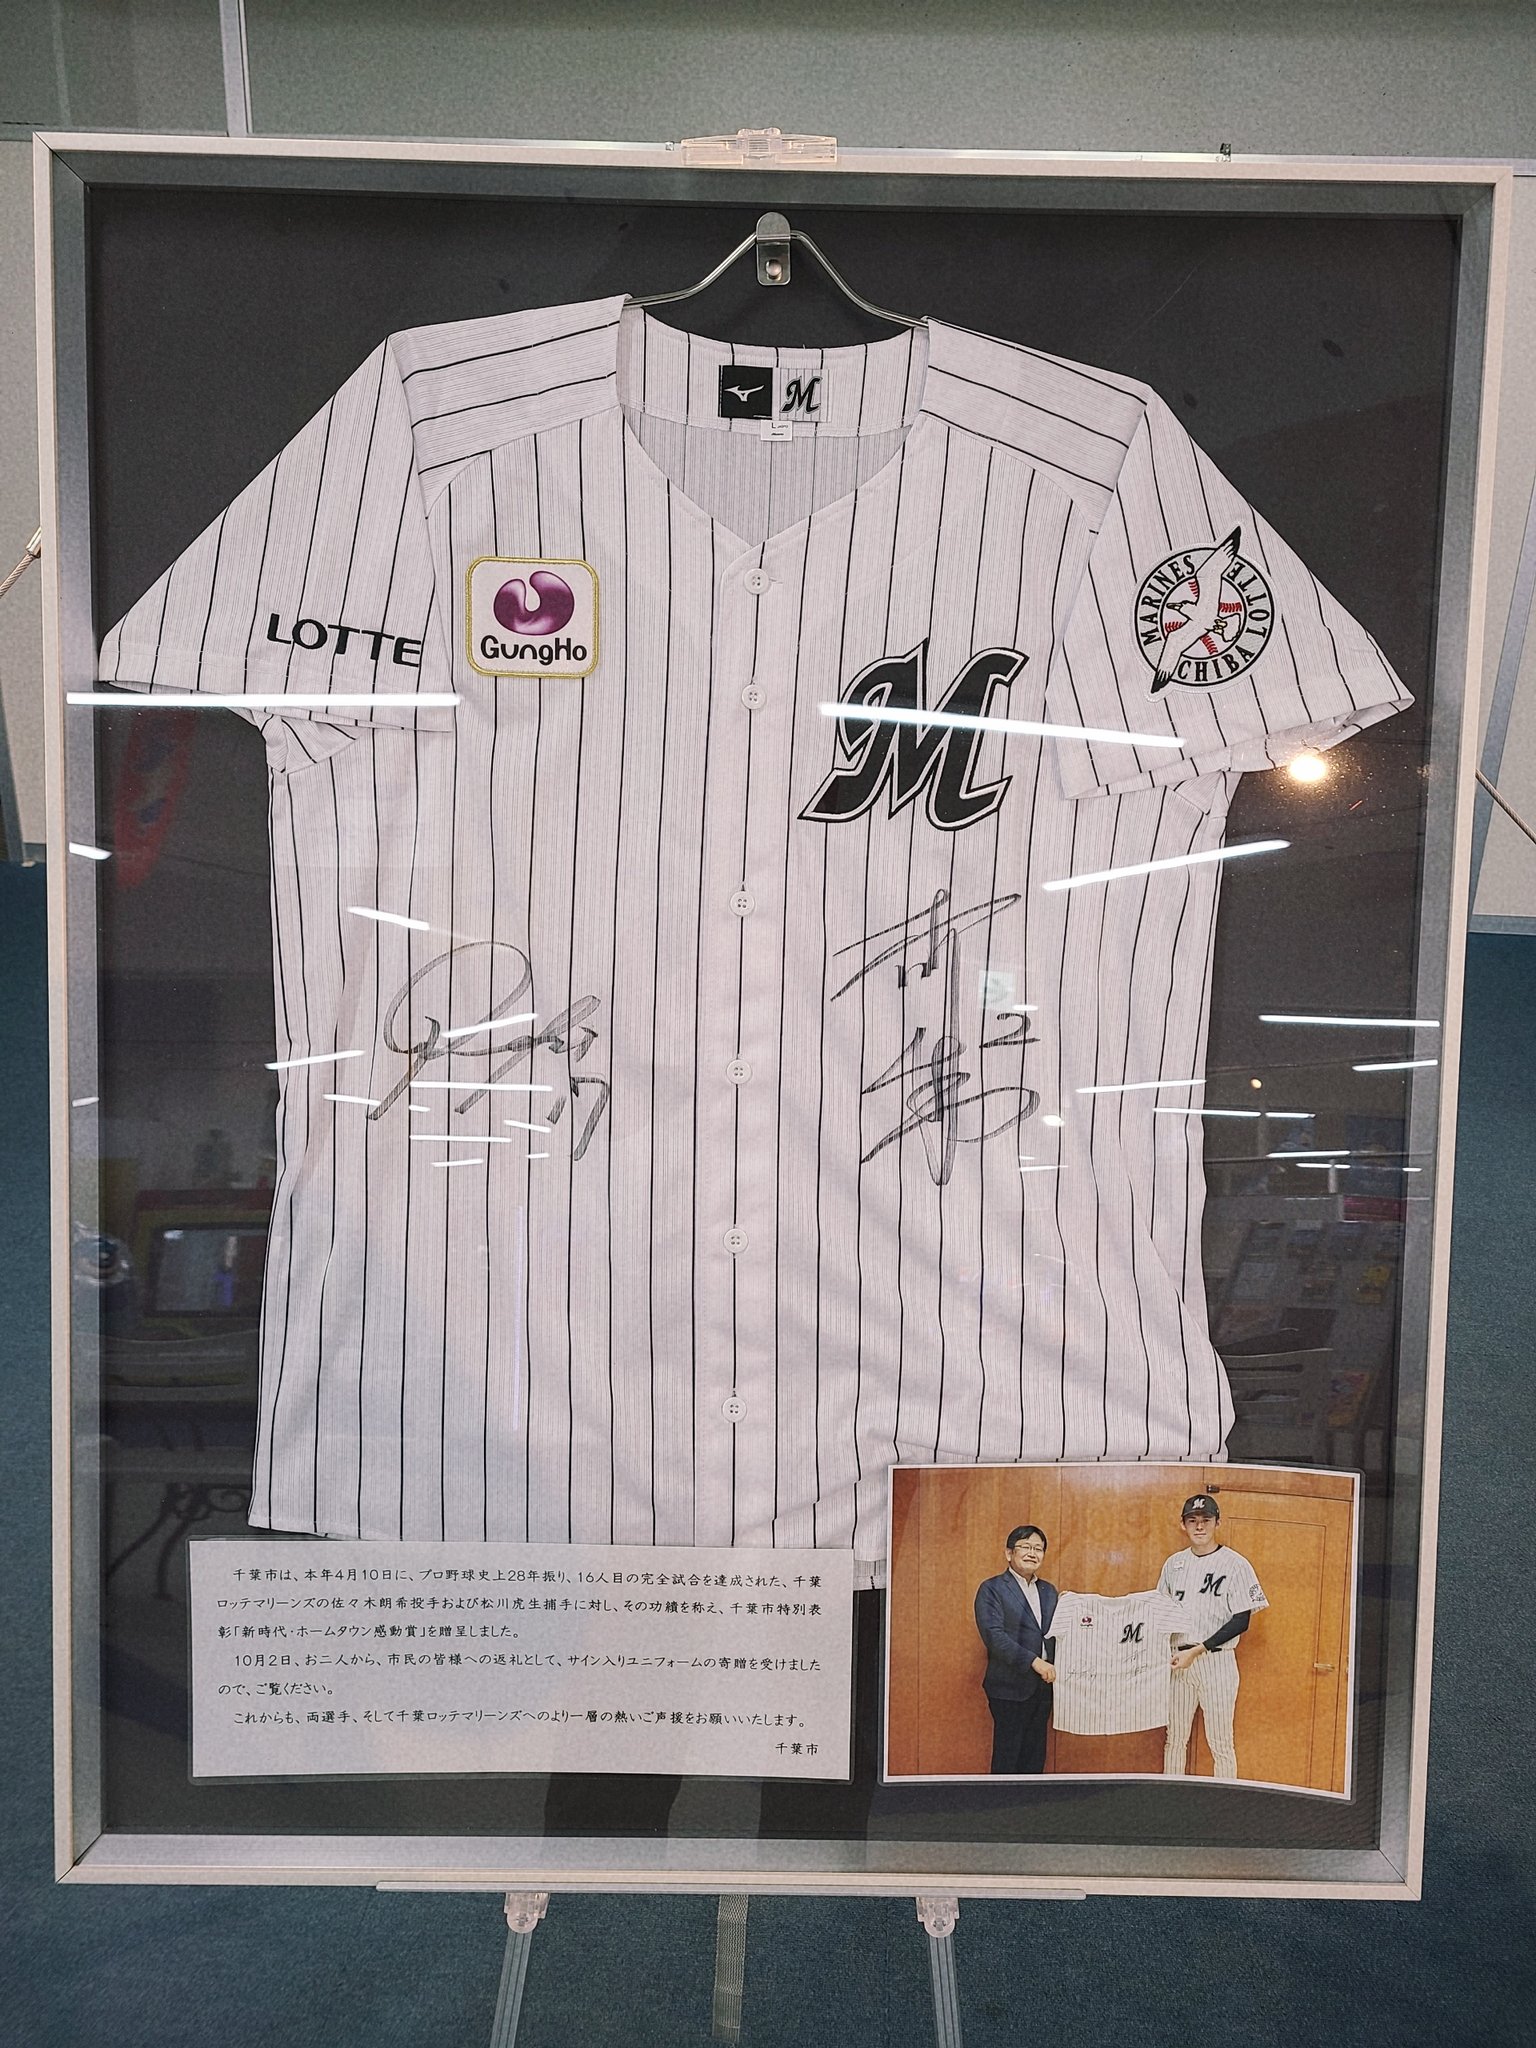 M
L JAPAN
LOTTE
GungHo
M
MARINES
LOTTE
CHIBA
17
2
千葉市は、本年4月10日に、プロ野球史上28年振り、16人目の完全試合を達成された、千葉
ロッテマリーンズの佐々木朗希投手および松川虎生捕手に対し、その功績を称え、千葉市特別表
彰「新時代・ホームタウン感動賞」を贈呈しました。
10月2日、お二人から、市民の皆様への返礼として、サイン入りユニフォームの寄贈を受けました
ので、ご覧ください。
これからも、両選手、そして千葉ロッテマリーンズへのより一層の熱いご声援をお願いいたします。
千葉市
M
M
7
M